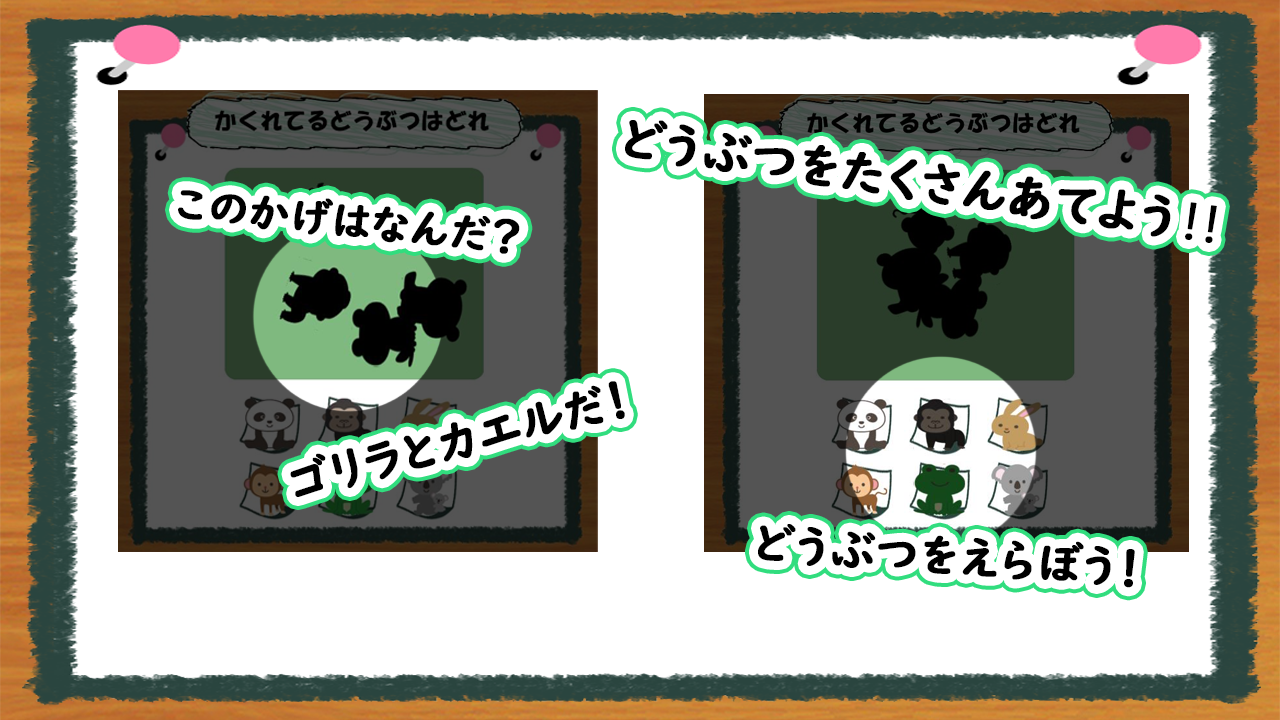 かくれてるどうぶつはどれ
このかげはなんだ?
ゴリラとカエルだ!
かくれてるどうぶつはどれ
どうぶつをたくさんあてよう!!
どうぶつをえらぼう!